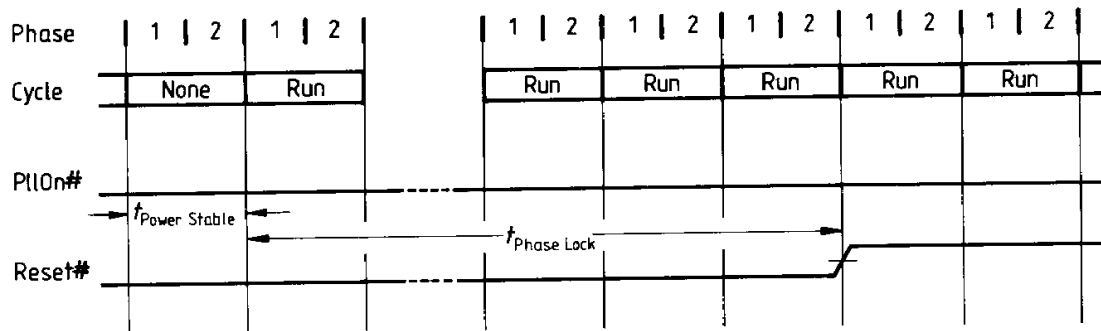 Phase 1 2 1 2 1 2 1 2 1 2 1 2 1 2
Cycle None Run Run Run Run Run Run
PllOn#
tPower Stable
tPhase Lock
Reset#